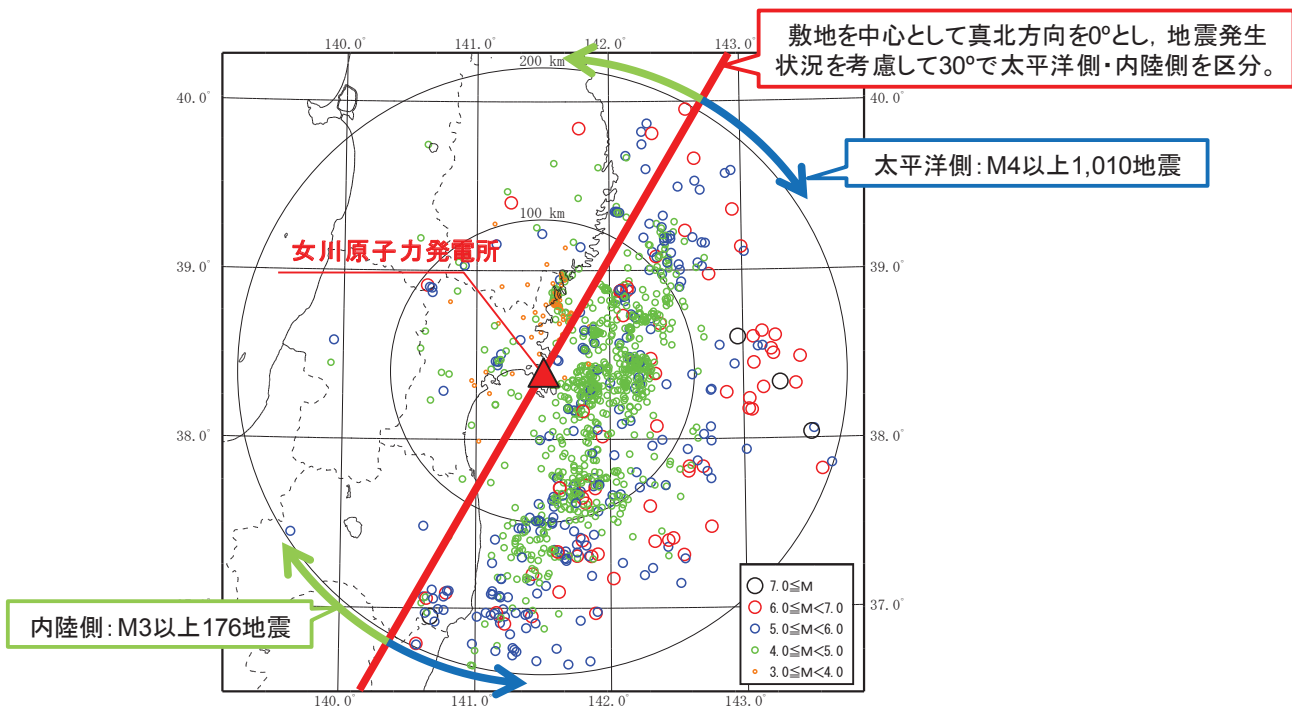 敷地を中心として真北方向を0ºとし，地震発生
状況を考慮して30ºで太平洋側・内陸側を区分。
140.0°
141.0°
142.0°
143.0°
200 km
40.0°
40.0°
太平洋側：M4以上1,010地震
100 km
女川原子力発電所
39.0°
39.0°
38.0°
38.0°
7.0≦M
6.0≦M<7.0
5.0≦M<6.0
4.0≦M<5.0
3.0≦M<4.0
37.0°
内陸側：M3以上176地震
140.0°
141.0°
142.0°
143.0°